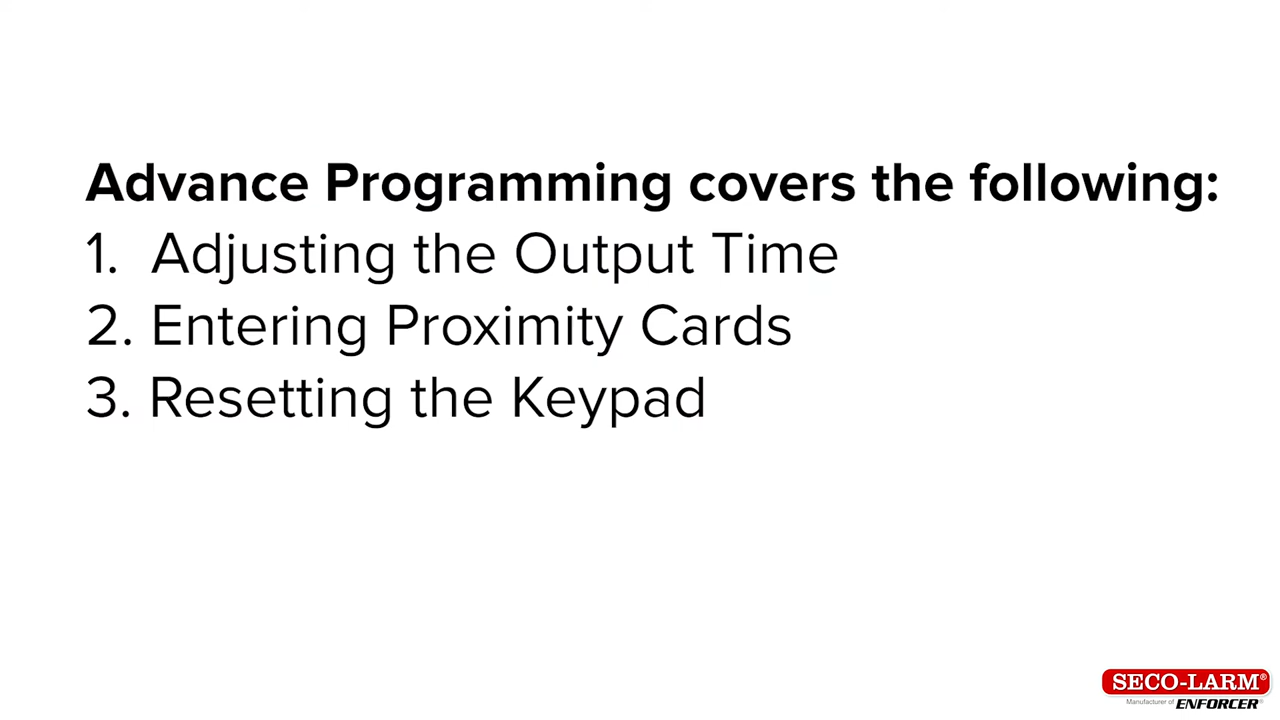 Advance Programming covers the following:
1. Adjusting the Output Time
2. Entering Proximity Cards
3. Resetting the Keypad
SECO-LARM®
Manufacturer of ENFORCER®